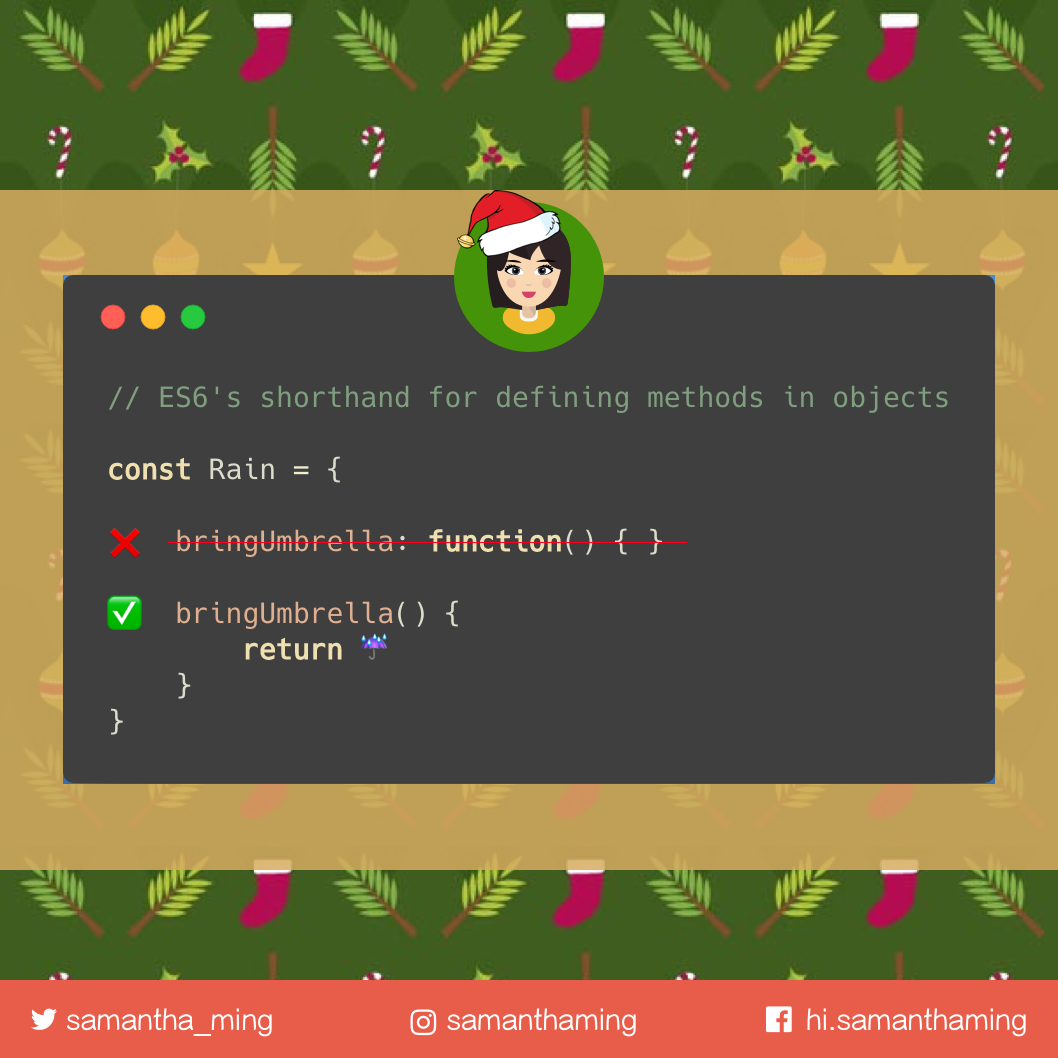 // ES6's shorthand for defining methods in objects
const Rain = {
❌ bringUmbrella: function() { }
✅ bringUmbrella() {
return ☔
}
}
samantha_ming
samanthaming
hi.samanthaming